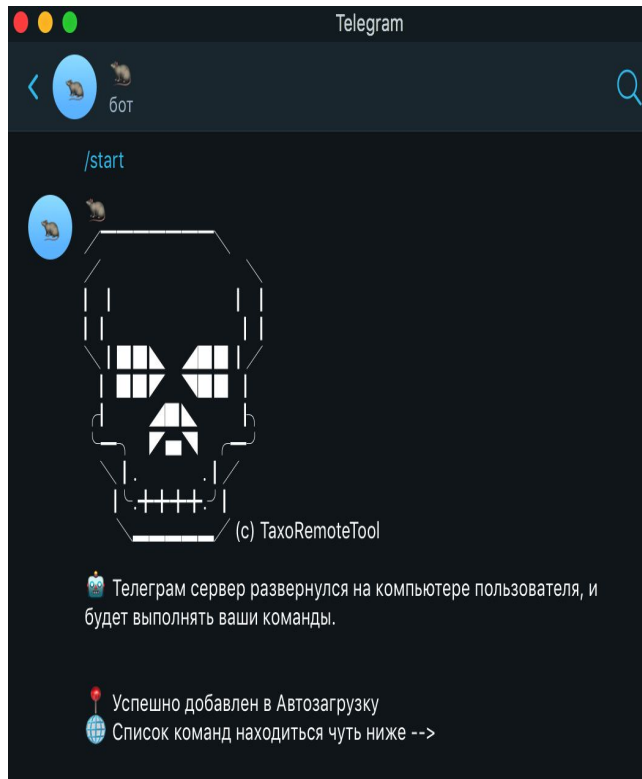 Telegram
бот
/start
(c) TaxoRemoteTool
Телеграм сервер развернулся на компьютере пользователя, и
будет выполнять ваши команды.
Успешно добавлен в Автозагрузку
Список команд находиться чуть ниже -->